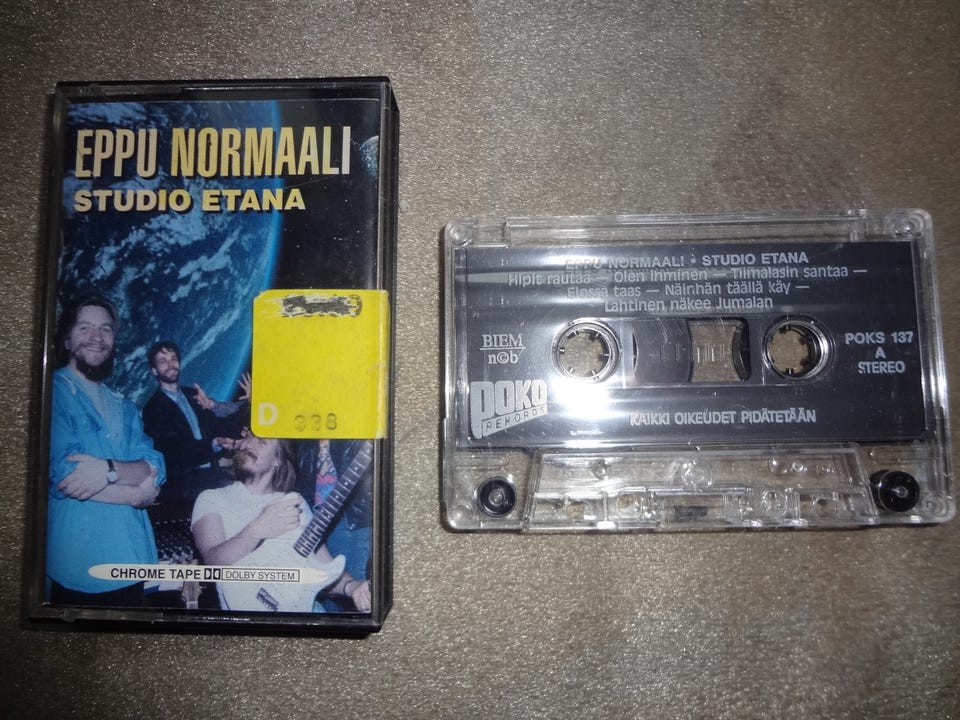 EPPU NORMAALI
STUDIO ETANA
D
338
CHROME TAPE DOLBY SYSTEM
EPPU NORMAALI • STUDIO ETANA
Hipit rautaa — Olen ihminen — Tiimalasin santaa —
Elossa taas — Näinhän täällä käy —
Lahtinen näkee Jumalan
BIEM
n©b
POKO
REKORDS
POKS 137
A
STEREO
KAIKKI OIKEUDET PIDÄTETÄÄN